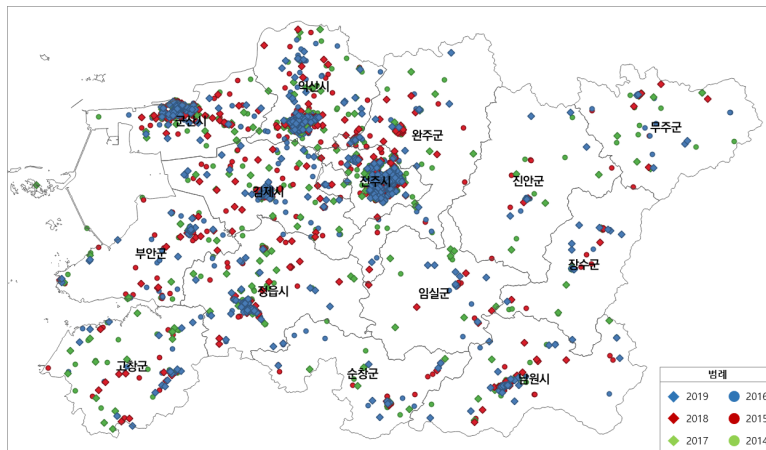 익산시
군산시
완주군
무주군
전주시
진안군
김제시
부안군
장수군
정읍시
임실군
고창군
순창군
남원시
범례
2019 2016
2018 2015
2017 2014